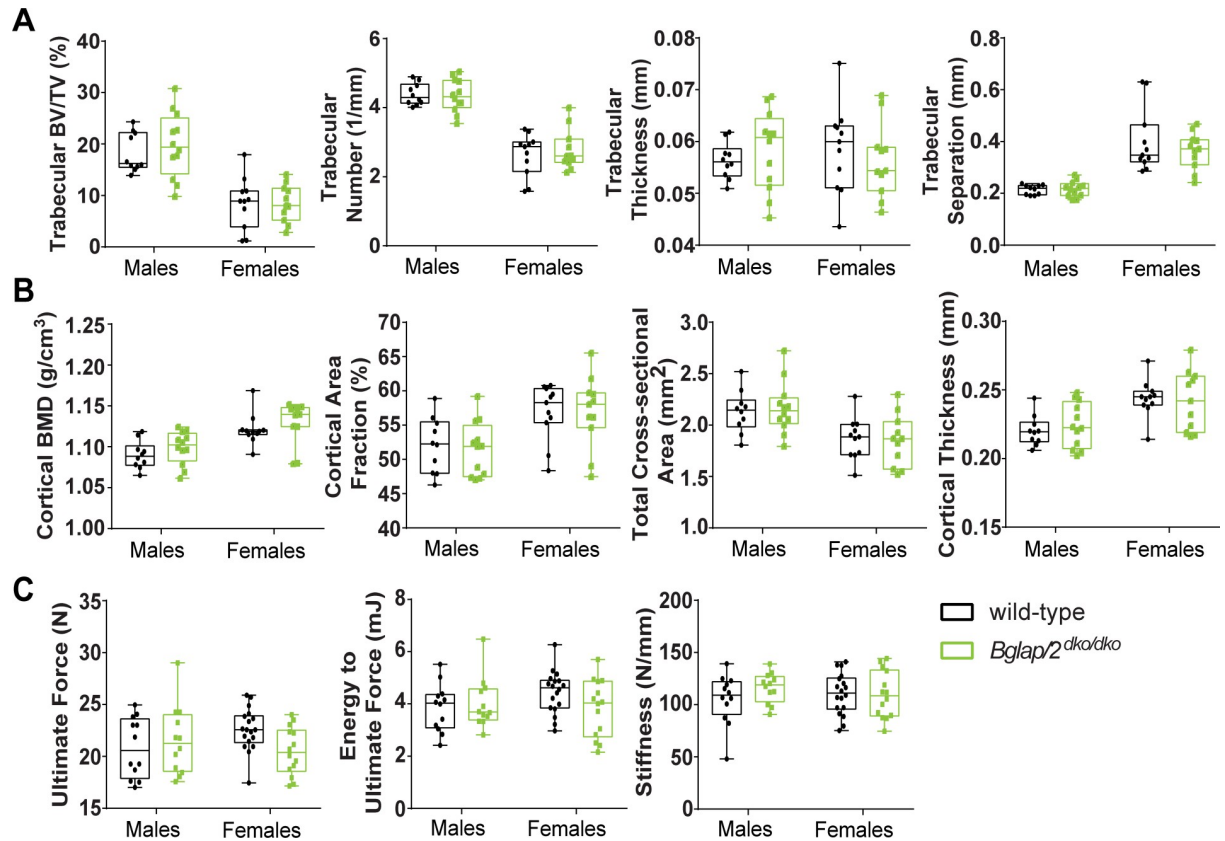 A
Trabecular BV/TV (%)
40
30
20
10
0
Males Females
Trabecular
Number (1/mm)
6
4
2
0
Males Females
Trabecular
Thickness (mm)
0.08
0.07
0.06
0.05
0.04
Males Females
Trabecular
Separation (mm)
0.8
0.6
0.4
0.2
0.0
Males Females
B
Cortical BMD (g/cm³)
1.25
1.20
1.15
1.10
1.05
1.00
Males Females
Cortical Area
Fraction (%)
70
65
60
55
50
45
40
Males Females
Total Cross-sectional
Area (mm²)
3.0
2.5
2.0
1.5
1.0
Males Females
Cortical Thickness (mm)
0.30
0.25
0.20
0.15
Males Females
C
Ultimate Force (N)
35
30
25
20
15
Males Females
Energy to
Ultimate Force (mJ)
8
6
4
2
0
Males Females
Stiffness (N/mm)
200
150
100
50
0
Males Females
wild-type
Bglap/2dko/dko